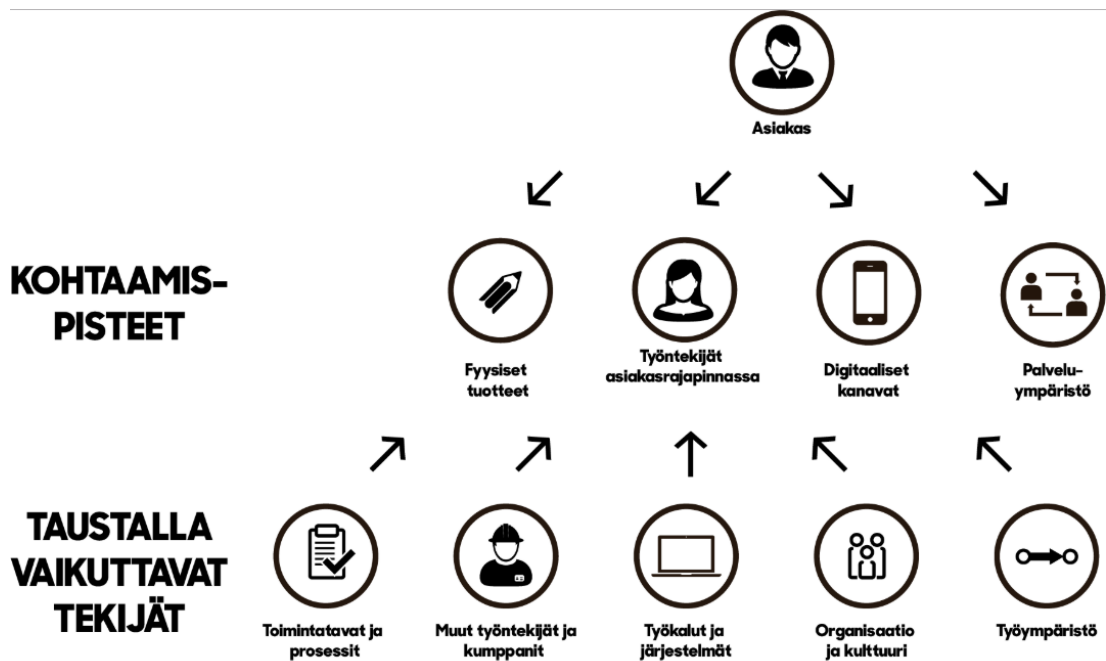 Asiakas
KOHTAAMIS-
PISTEET
Fyysiset
tuotteet
Työntekijät
asiakasrajapinnassa
Digitaaliset
kanavat
Palvelu-
ympäristö
TAUSTALLA
VAIKUTTAVAT
TEKIJÄT
Toimintatavat ja
prosessit
Muut työntekijät ja
kumppanit
Työkalut ja
järjestelmät
Organisaatio
ja kulttuuri
Työympäristö